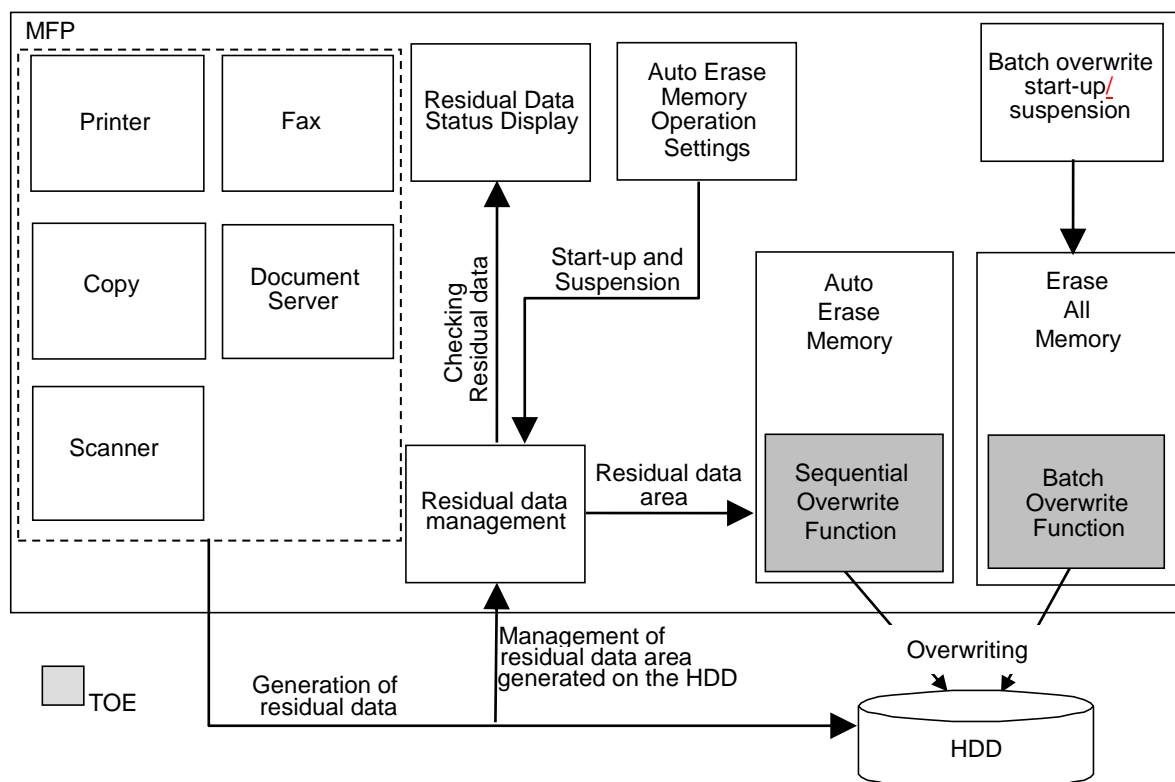 MFP
Printer
Fax
Copy
Document
Server
Scanner
Residual Data
Status Display
Auto Erase
Memory
Operation
Settings
Batch overwrite
start-up/
suspension
Checking
Residual data
Start-up and
Suspension
Auto
Erase
Memory
Erase
All
Memory
Residual data
management
Residual data
area
Sequential
Overwrite
Function
Batch
Overwrite
Function
TOE
Generation of
residual data
Management of
residual data area
generated on the HDD
Overwriting
HDD